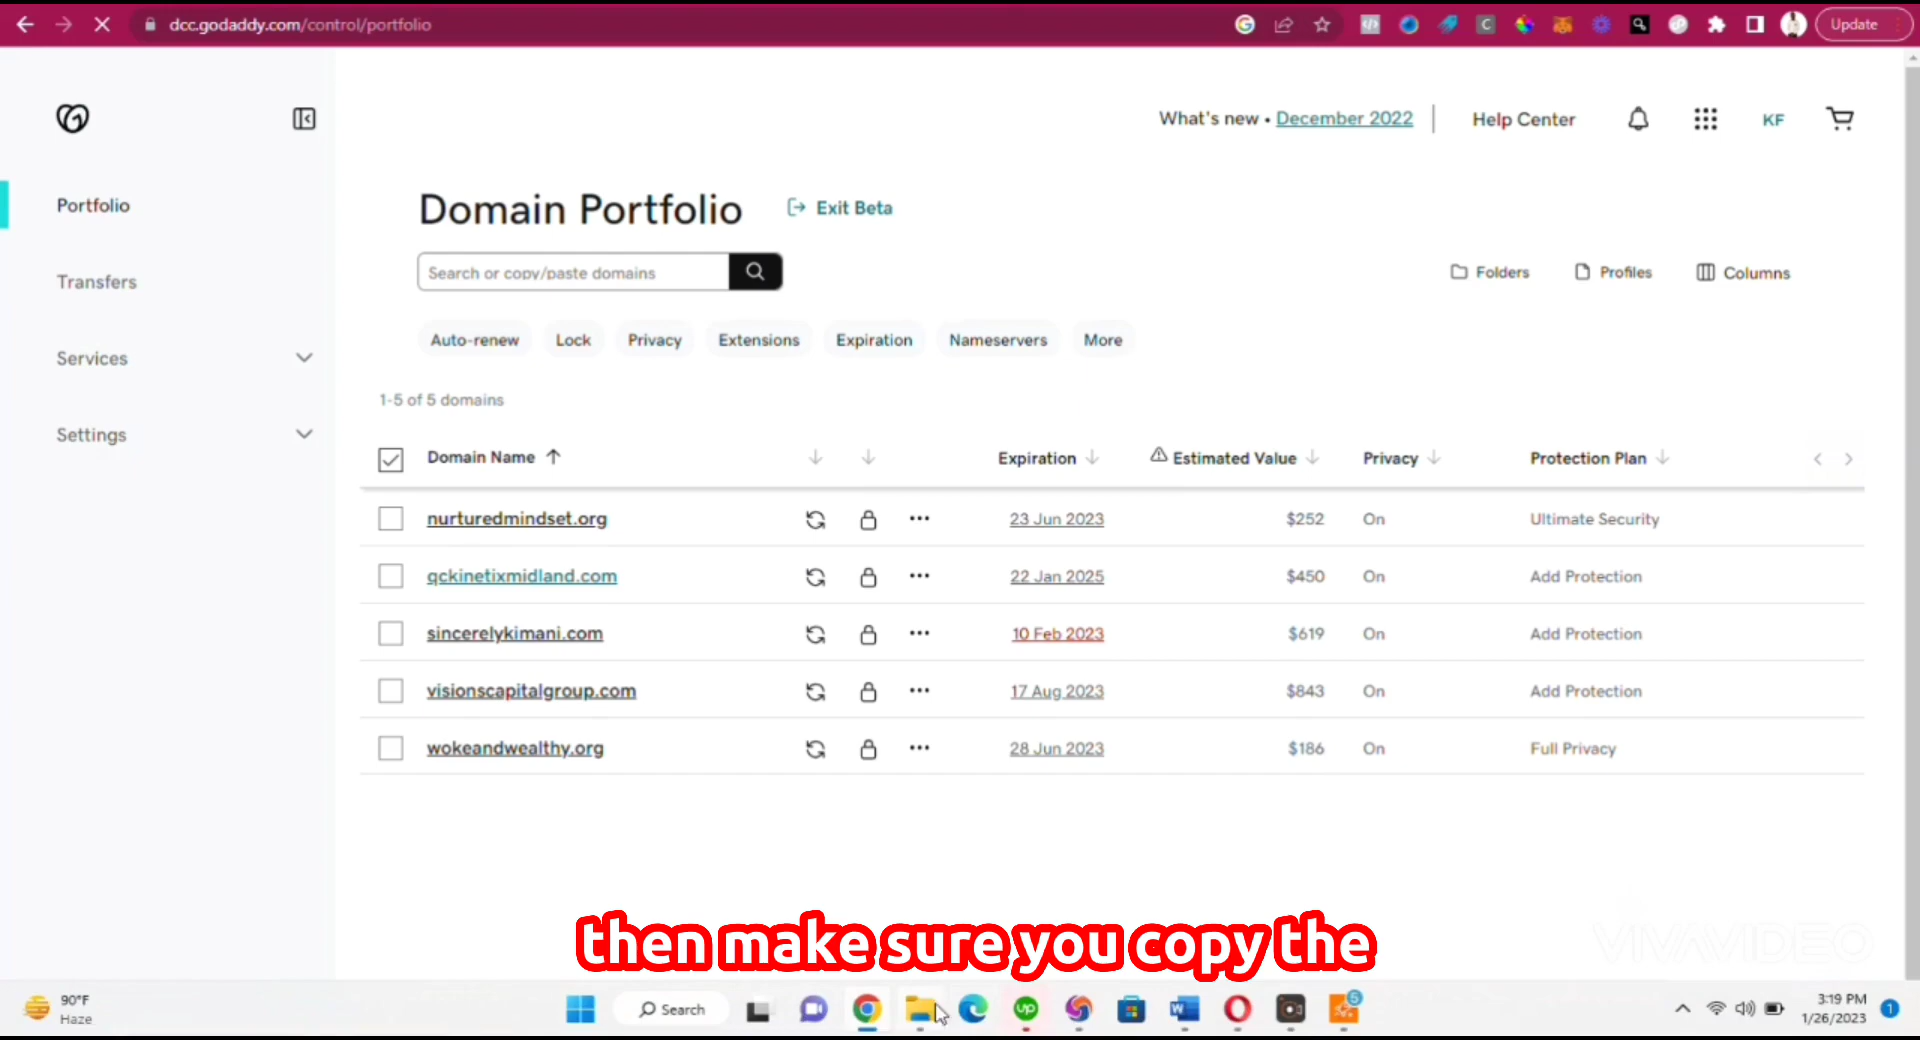 dcc.godaddy.com/control/portfolio
Update
What's new • December 2022
Help Center
KF
Portfolio
Transfers
Services
Settings
Domain Portfolio
Exit Beta
Search or copy/paste domains
Folders
Profiles
Columns
Auto-renew
Lock
Privacy
Extensions
Expiration
Nameservers
More
1-5 of 5 domains
Domain Name Expiration Estimated Value Privacy Protection Plan
nurturedmindset.org 23 Jun 2023 $252 On Ultimate Security
qckinetixmidland.com 22 Jan 2025 $450 On Add Protection
sincerelykimani.com 10 Feb 2023 $619 On Add Protection
visionscapitalgroup.com 17 Aug 2023 $843 On Add Protection
wokeandwealthy.org 28 Jun 2023 $186 On Full Privacy
then make sure you copy the
VIVAVIDEO
90°F
Haze
Search
up
W
5
3:19 PM
1/26/2023
1